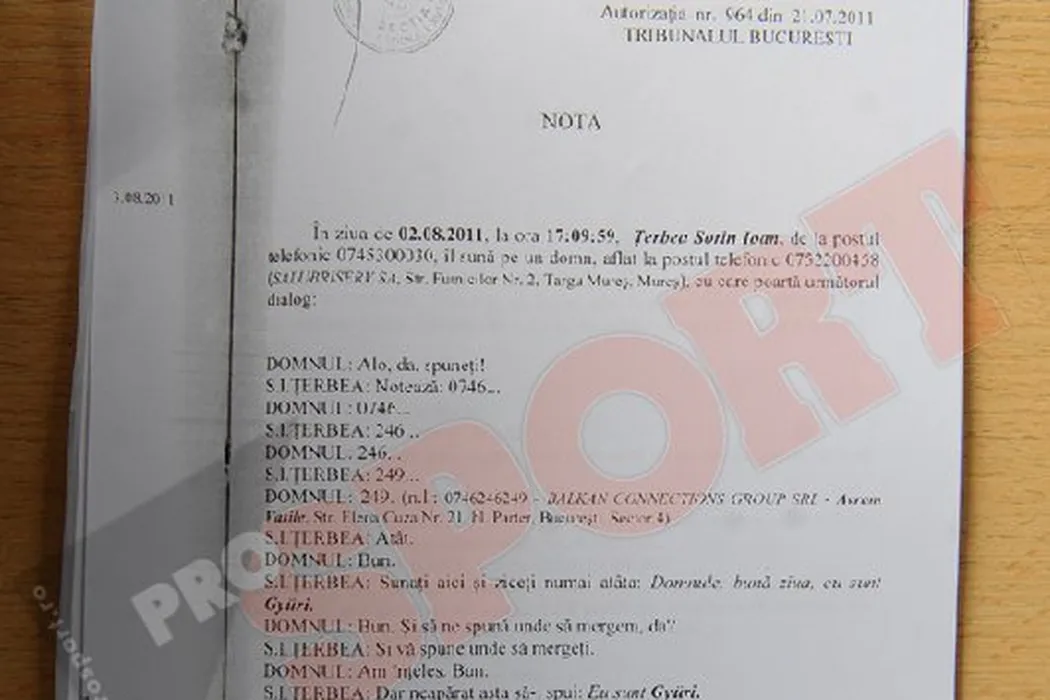 Autorizația nr. 964 din 21.07.2011
TRIBUNALUL BUCURESTI
NOTA
.08.2011
În ziua de 02.08.2011, la ora 17:09:59, Țerbea Sorin Ioan, de la postul
telefonic 0745300030, îl sună pe un domn, aflat la postul telefonic 0752200458
(SALUBRISERV SA, Str. Nr. 2, Targu Mureș, Mureș), cu care poartă următorul
dialog:
DOMNUL: Alo, da, spuneți!
S.I.ȚERBEA: Notează: 0746...
DOMNUL: 0746...
S.I.ȚERBEA: 246...
DOMNUL: 246...
S.I.ȚERBEA: 249...
DOMNUL: 249. (n.l.: 0746246249 - BALKAN CONNECTIONS GROUP SRL - Avram
Vasile, Str. Elena Cuza Nr. 21, Parter, București, Sector 4)
S.I.ȚERBEA: Atât.
DOMNUL: Bun.
S.I.ȚERBEA: Sunați aici și ziceți numai atâta: Domnule, bună ziua, eu sunt
Gyüri.
DOMNUL: Bun. Și să ne spună unde să mergem, da?
S.I.ȚERBEA: Și vă spune unde să mergeți.
DOMNUL: Am înțeles. Bun.
S.I.ȚERBEA: Dar neapărat asta să-i spui: Eu sunt Gyüri.
PROSPORT
prosport.ro